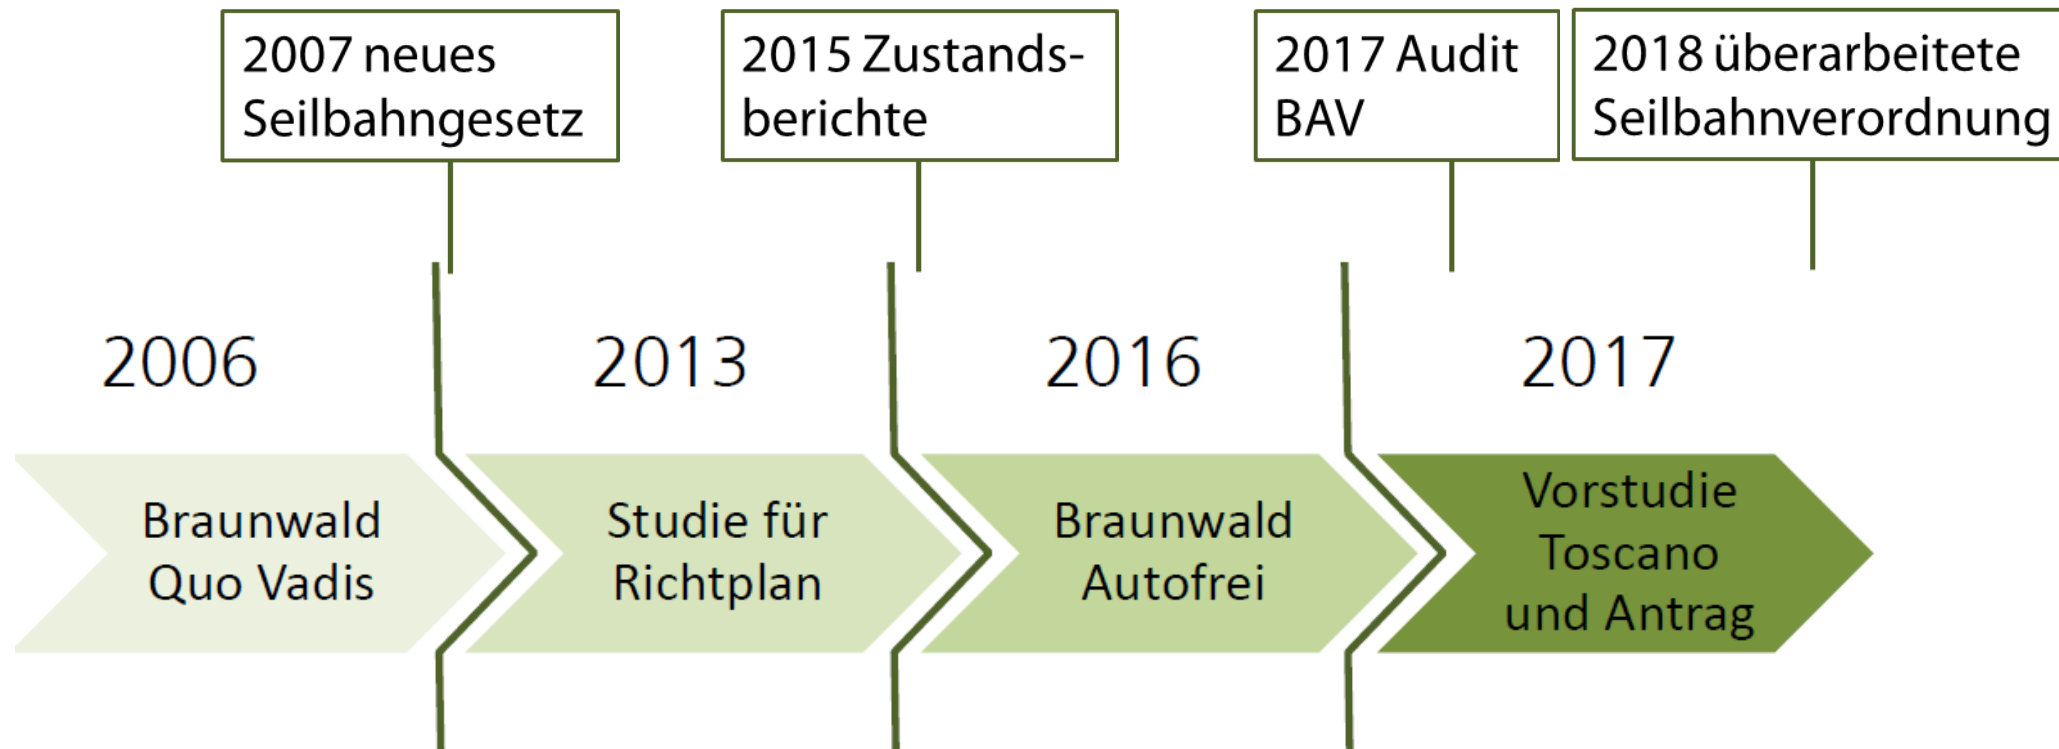 2007 neues
Seilbahngesetz
2015 Zustands-
berichte
2017 Audit
BAV
2018 überarbeitete
Seilbahnverordnung
2006
2013
2016
2017
Braunwald
Quo Vadis
Studie für
Richtplan
Braunwald
Autofrei
Vorstudie
Toscano
und Antrag